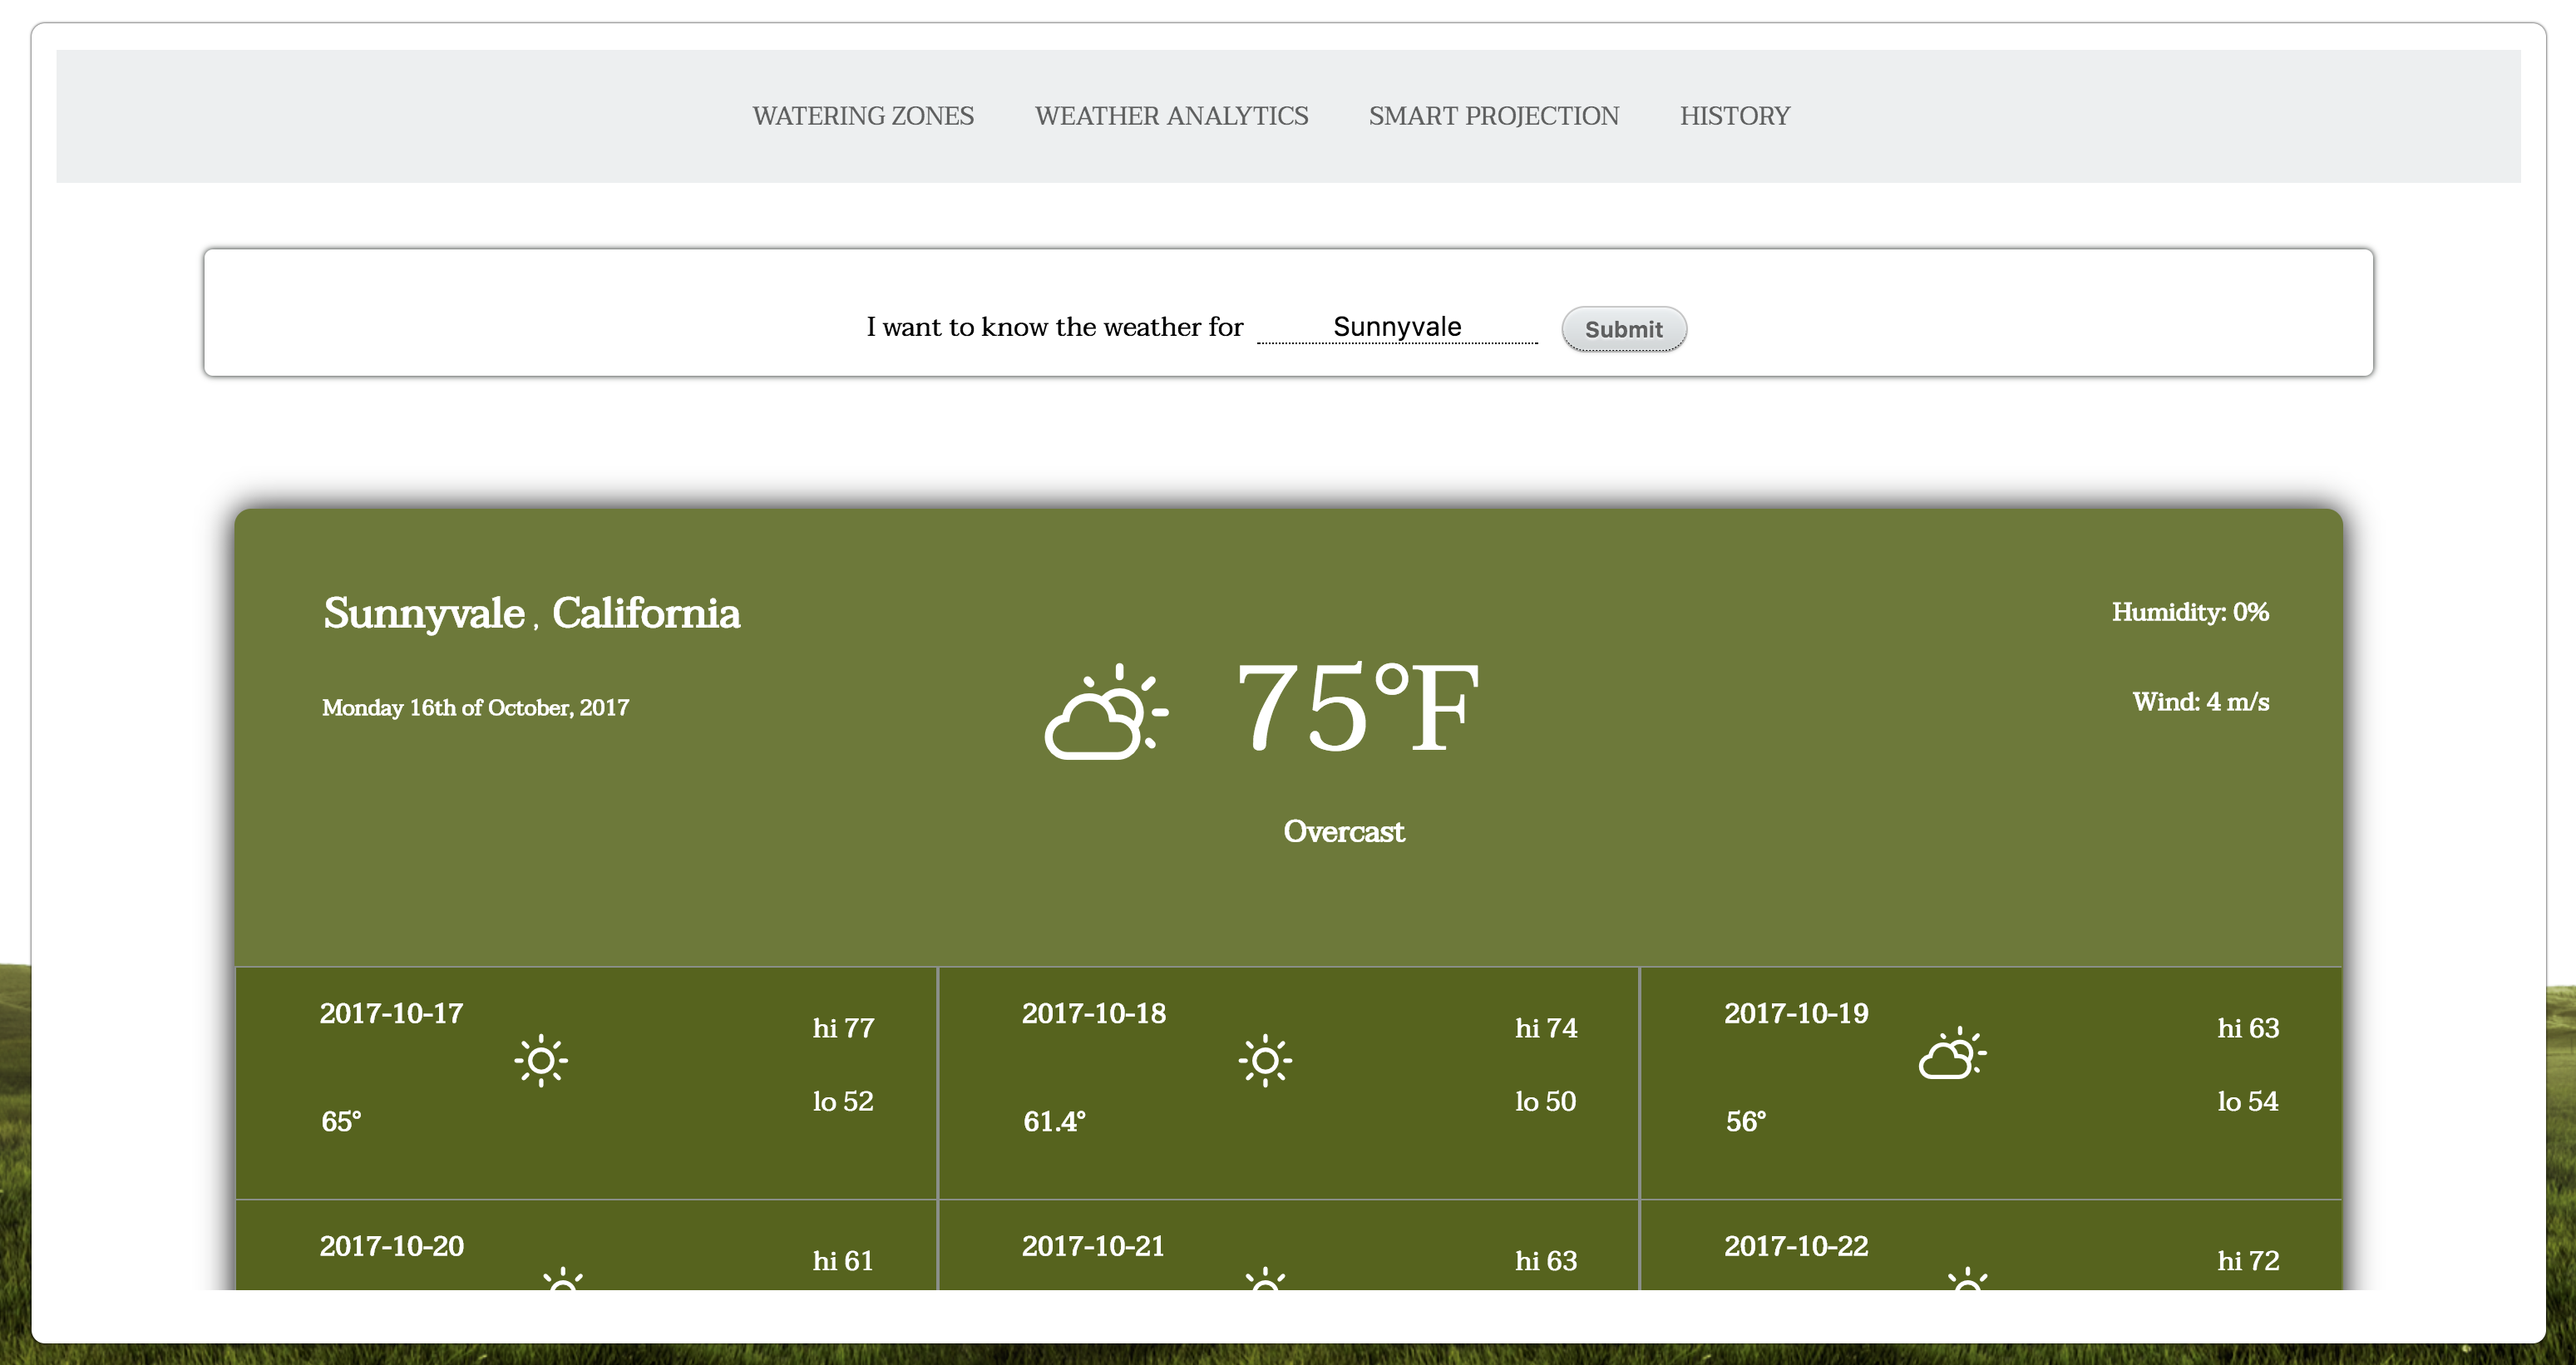 WATERING ZONES WEATHER ANALYTICS SMART PROJECTION HISTORY
I want to know the weather for Sunnyvale Submit
Sunnyvale , California
Humidity: 0%
Monday 16th of October, 2017
75°F
Wind: 4 m/s
Overcast
2017-10-17
hi 77
lo 52
65°
2017-10-18
hi 74
lo 50
61.4°
2017-10-19
hi 63
lo 54
56°
2017-10-20
hi 61
2017-10-21
hi 63
2017-10-22
hi 72